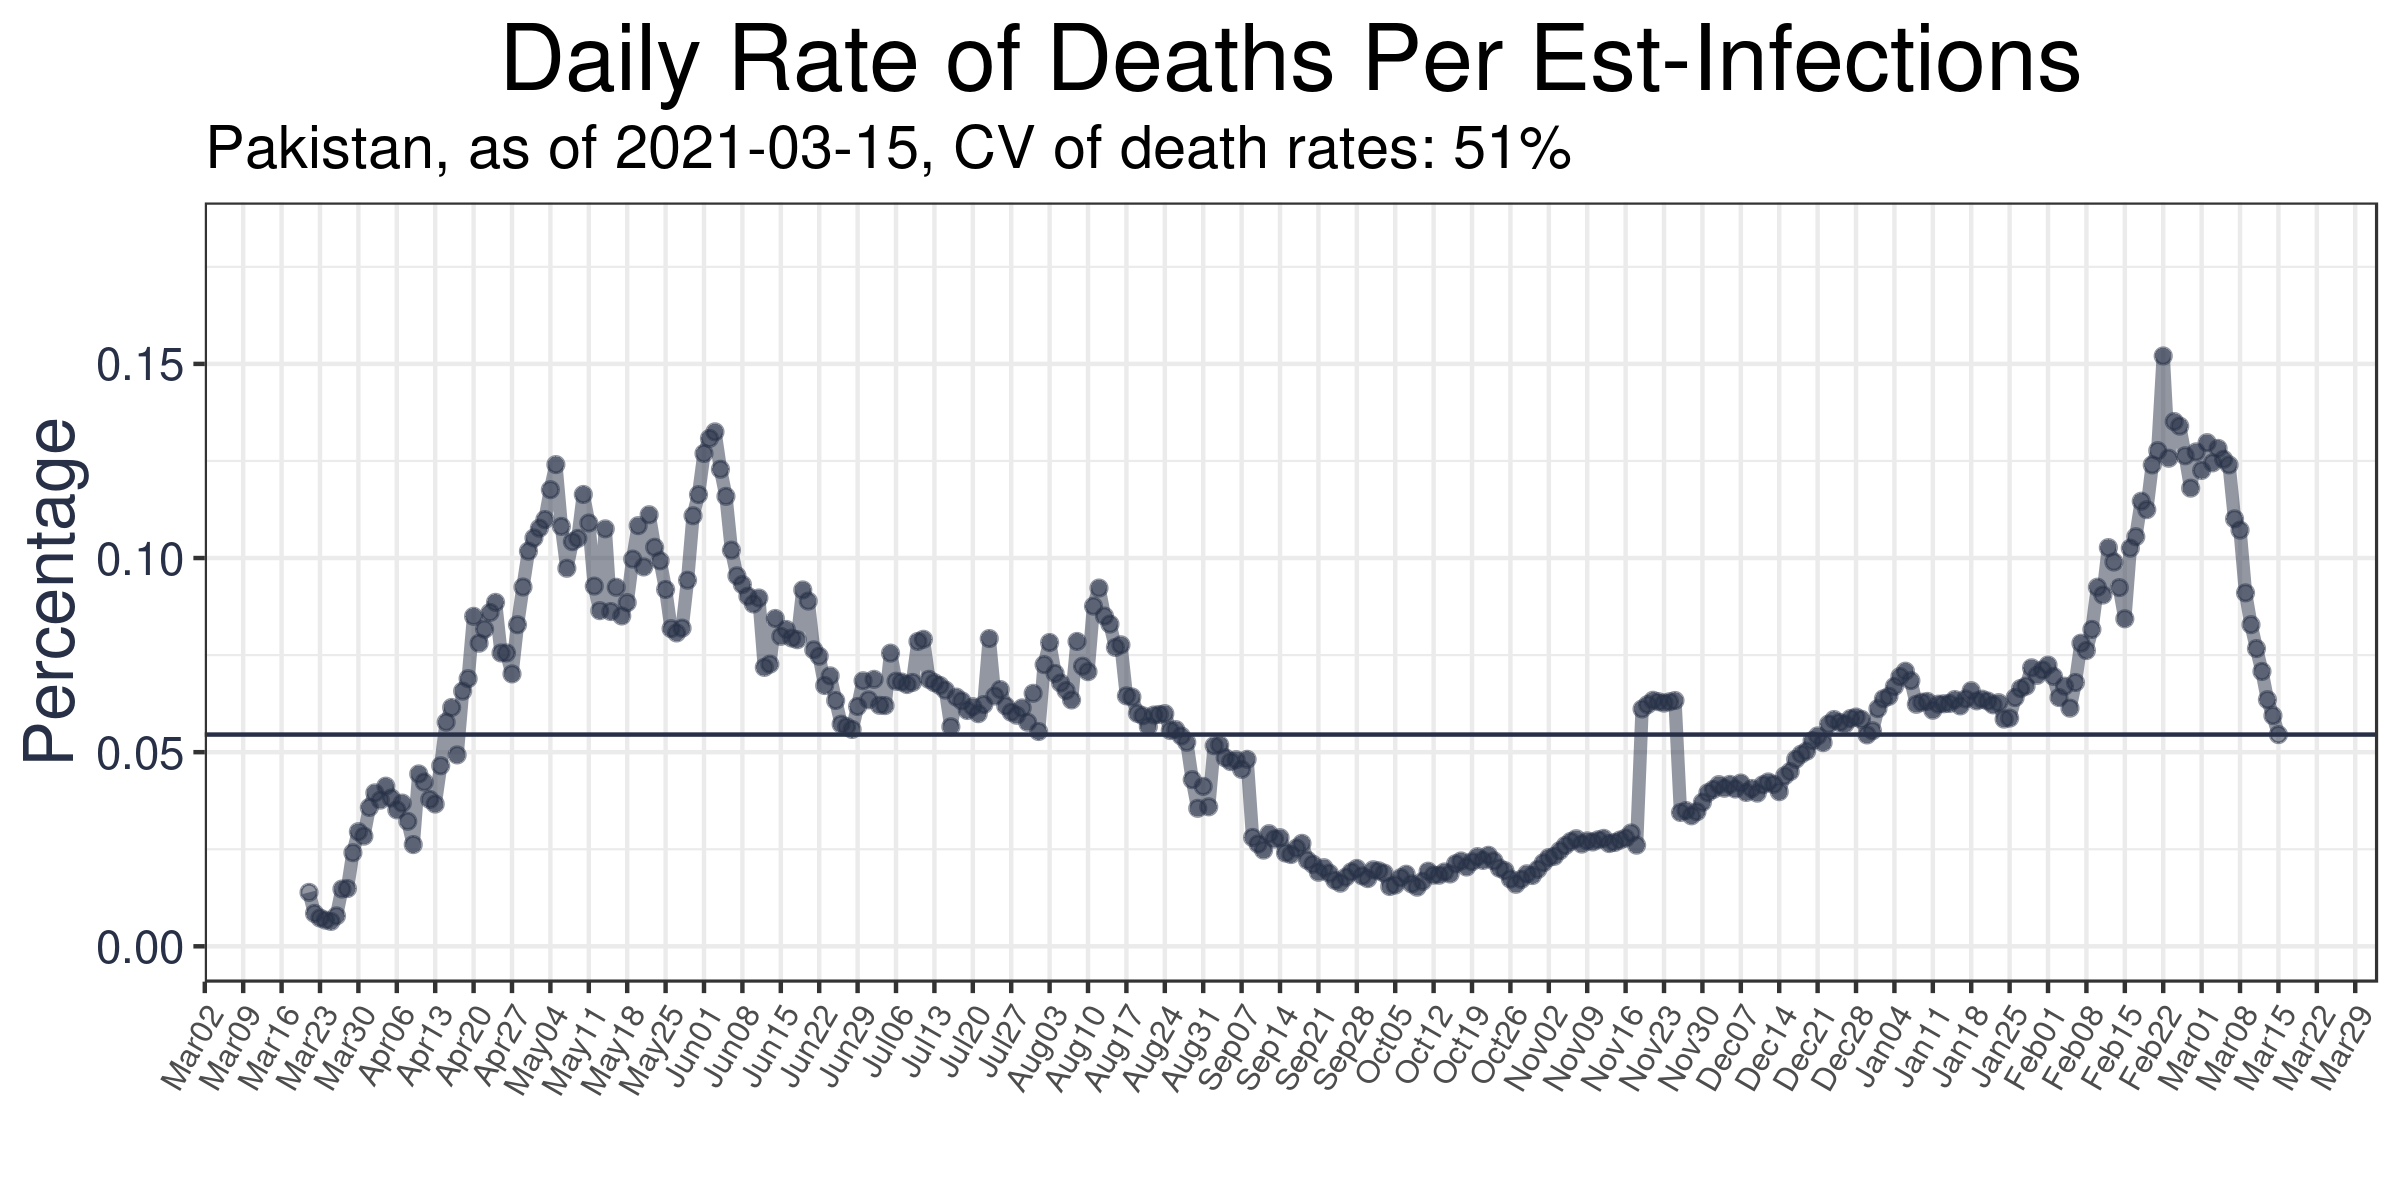 Daily Rate of Deaths Per Est-Infections
Pakistan, as of 2021-03-15, CV of death rates: 51%
Percentage
0.15
0.10
0.05
0.00
Mar02
Mar09
Mar16
Mar23
Mar30
Apr06
Apr13
Apr20
Apr27
May04
May11
May18
May25
Jun01
Jun08
Jun15
Jun22
Jun29
Jul06
Jul13
Jul20
Jul27
Aug03
Aug10
Aug17
Aug24
Aug31
Sep07
Sep14
Sep21
Sep28
Oct05
Oct12
Oct19
Oct26
Nov02
Nov09
Nov16
Nov23
Nov30
Dec07
Dec14
Dec21
Dec28
Jan04
Jan11
Jan18
Jan25
Feb01
Feb08
Feb15
Feb22
Mar01
Mar08
Mar15
Mar22
Mar29